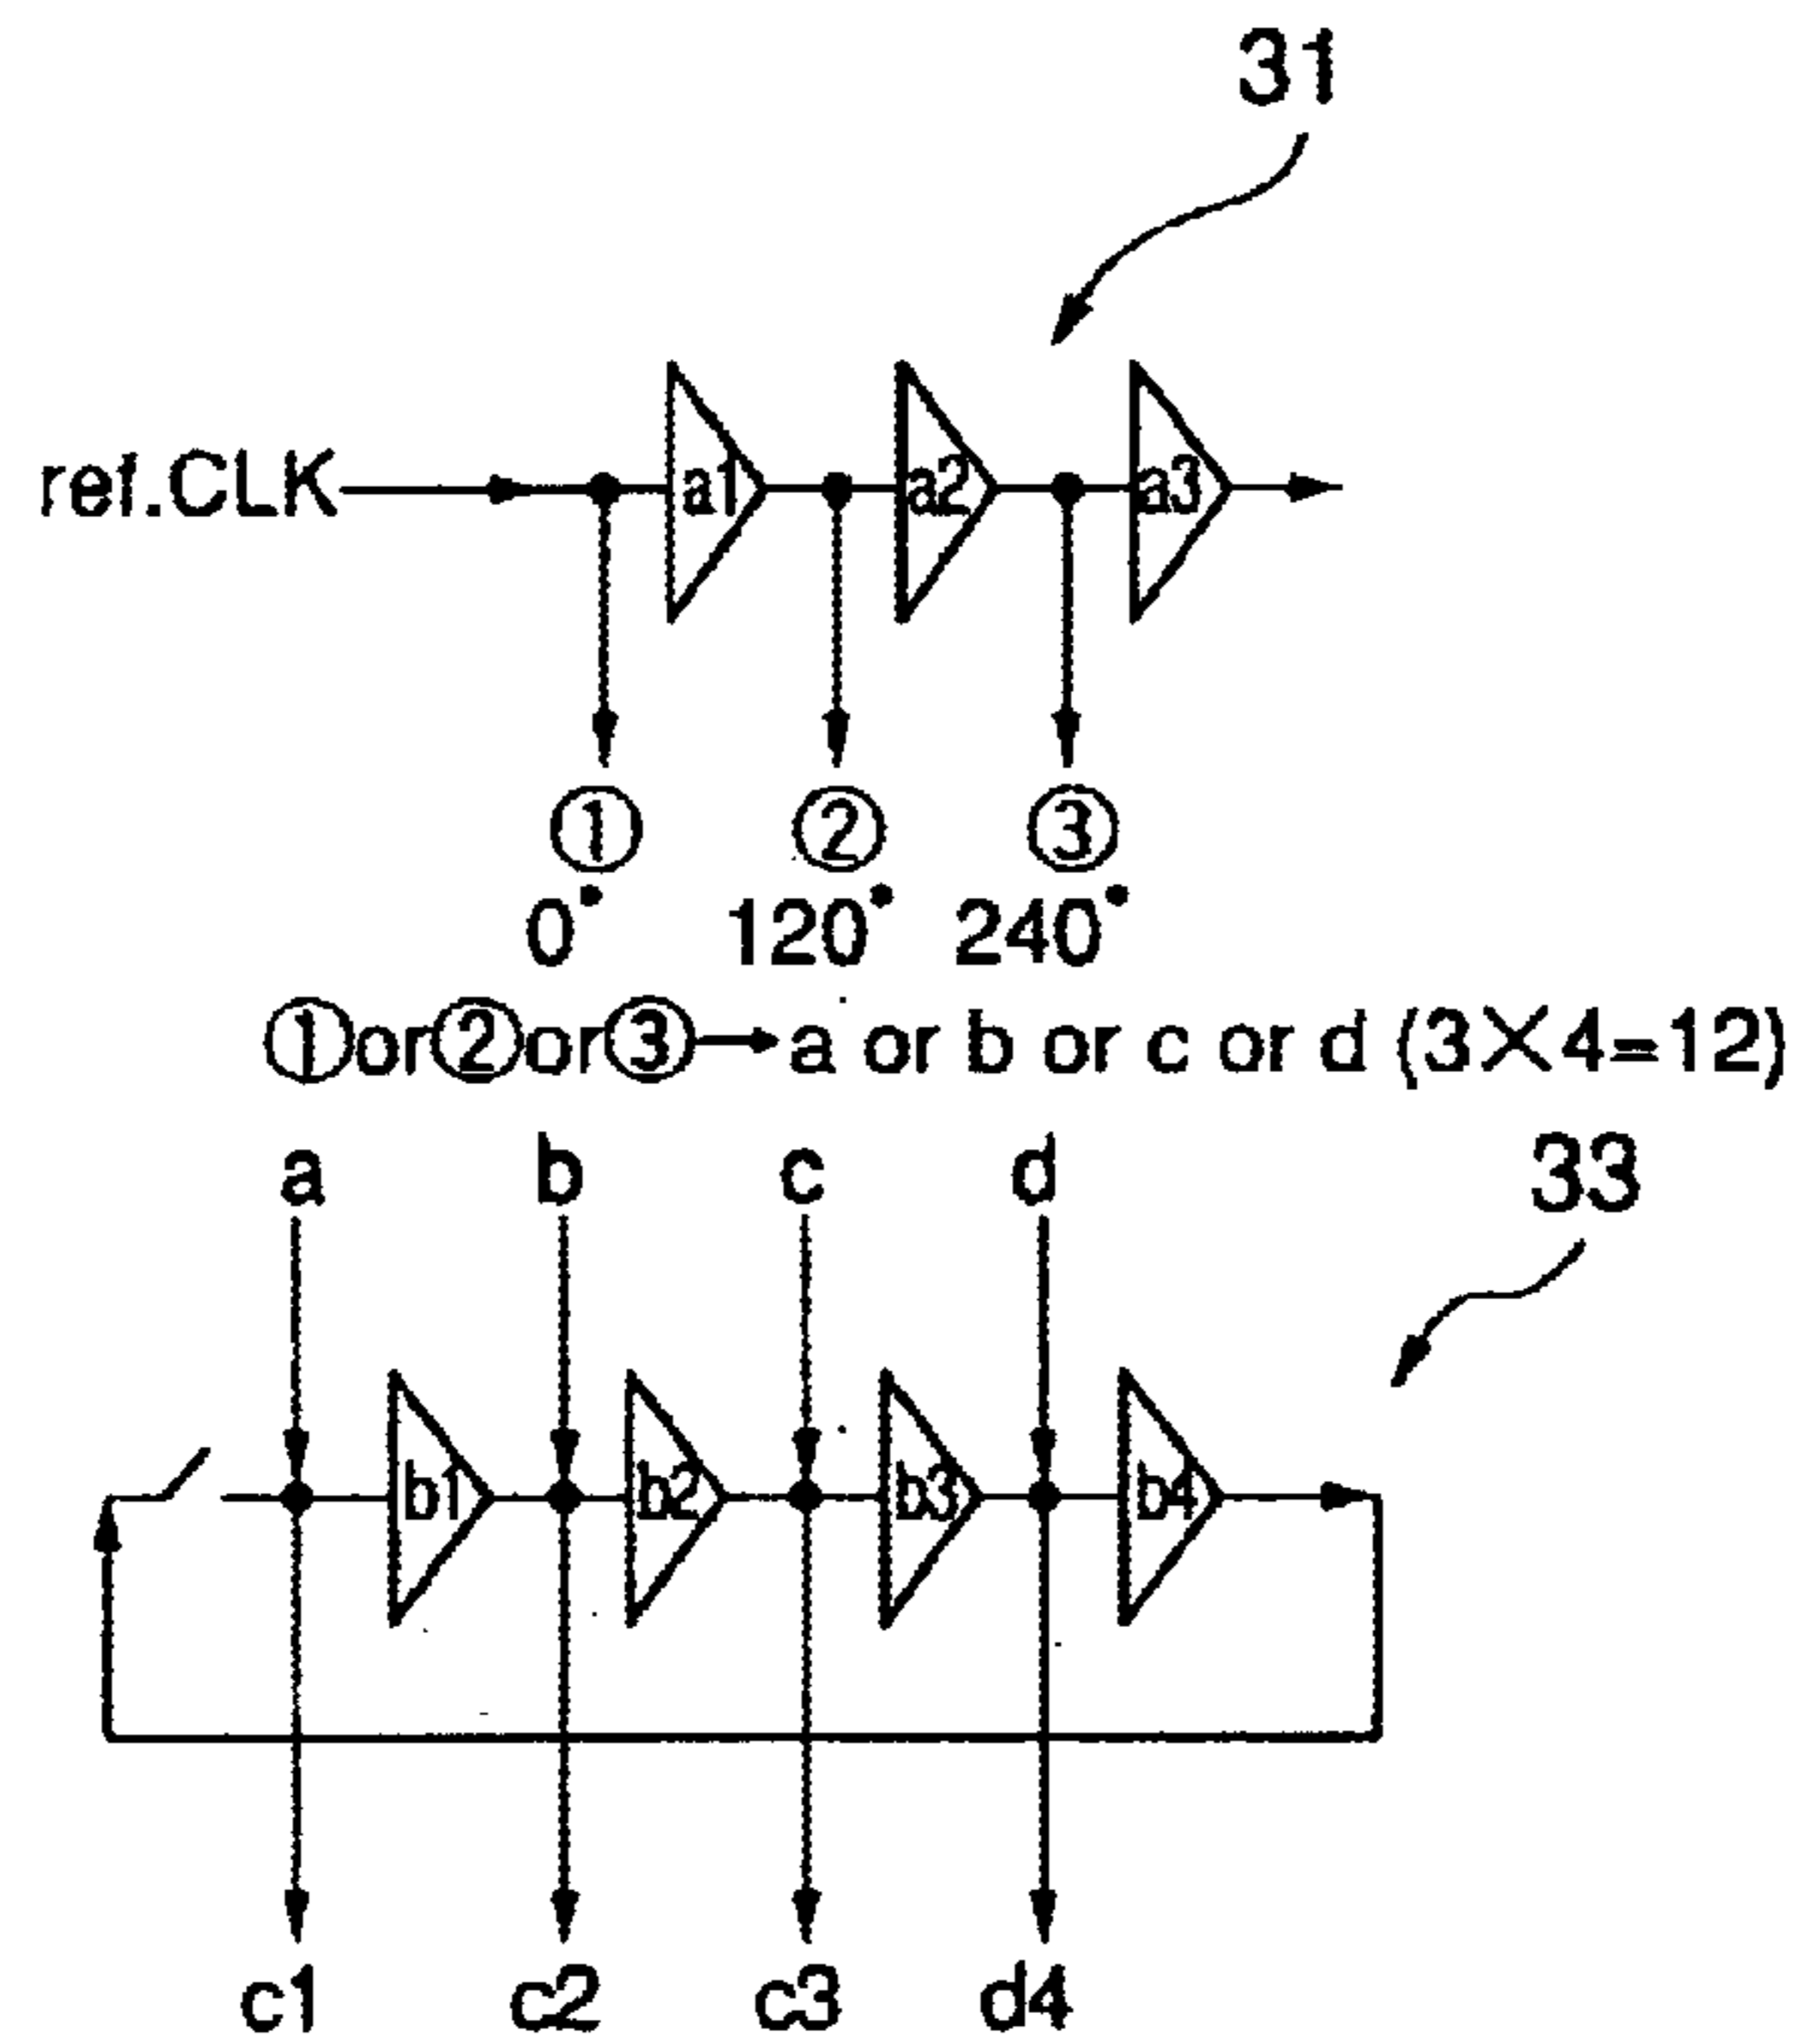 31
ref.CLK
a1 a2 a3
① ② ③
0° 120° 240°
①or②or③→a or b or c or d (3×4=12)
a b c d
33
b1 b2 b3 b4
c1 c2 c3 d4